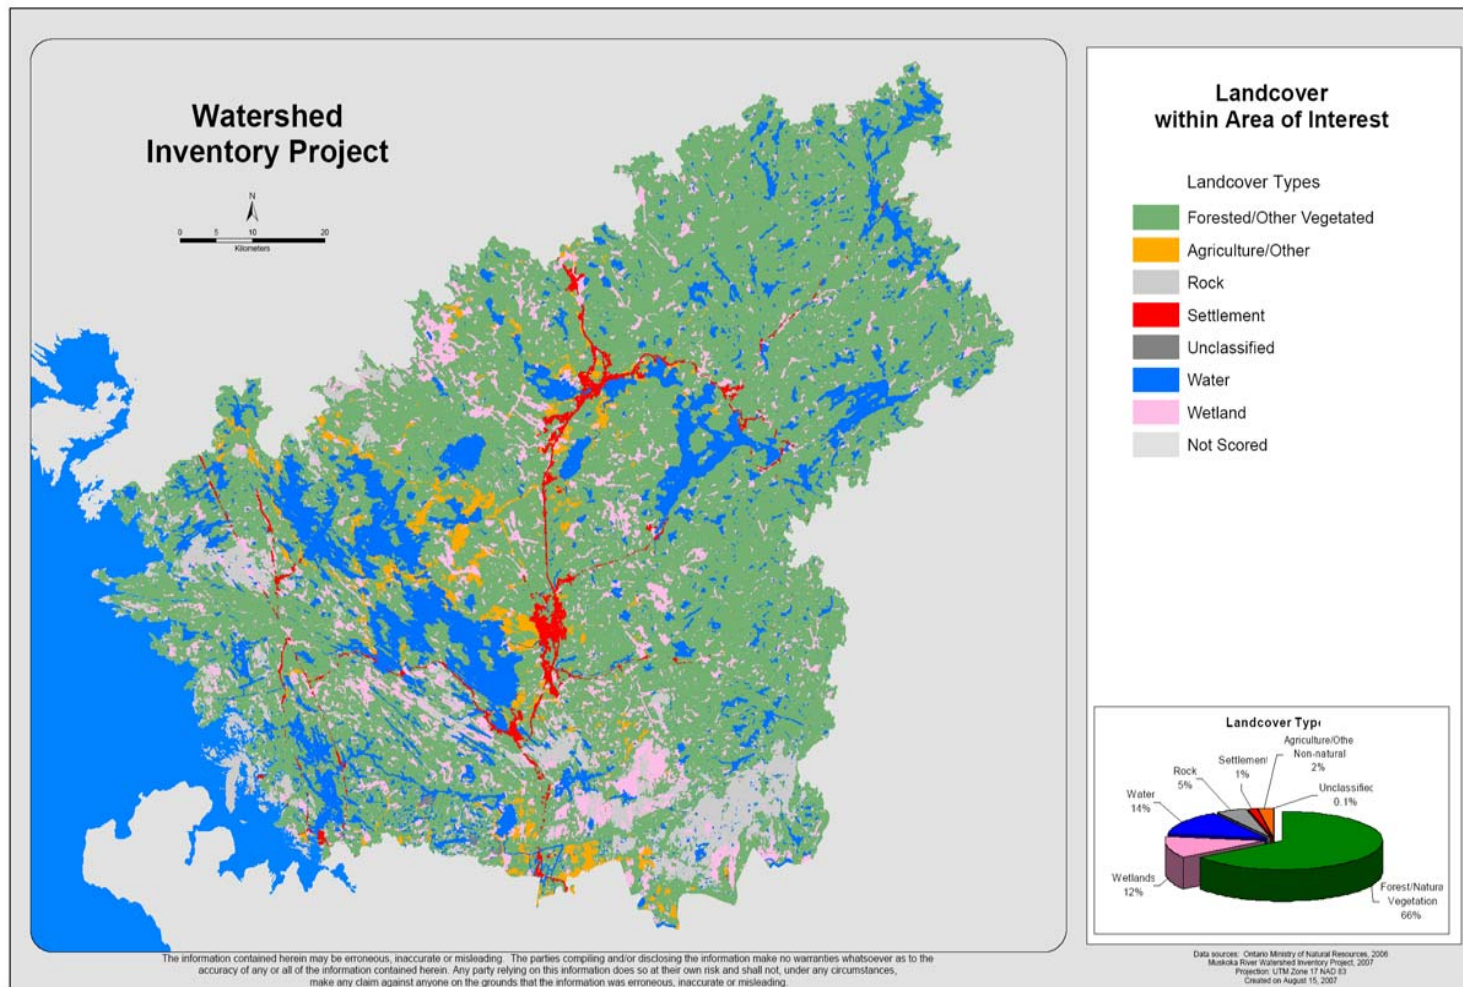 Watershed
Inventory Project
N
0 5 10 20
Kilometers
Landcover
within Area of Interest
Landcover Types
Forested/Other Vegetated
Agriculture/Other
Rock
Settlement
Unclassified
Water
Wetland
Not Scored
Landcover Type
Agriculture/Othe
Non-natural
2%
Settlement
1%
Rock
5%
Unclassified
0.1%
Water
14%
Wetlands
12%
Forest/Natura
Vegetation
66%
The information contained herein may be erroneous, inaccurate or misleading. The parties compiling and/or disclosing the information make no warranties whatsoever as to the
accuracy of any or all of the information contained herein. Any party relying on this information does so at their own risk and shall not, under any circumstances,
make any claim against anyone on the grounds that the information was erroneous, inaccurate or misleading.
Data sources: Ontario Ministry of Natural Resources, 2006
Muskoka River Watershed Inventory Project, 2007
Projection: UTM Zone 17 NAD 83
Created on August 15, 2007